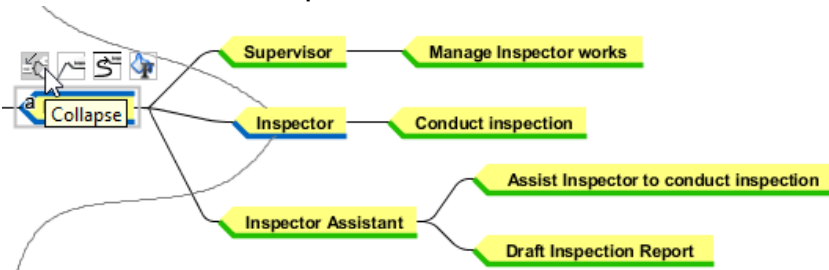 Supervisor
Manage Inspector works
a
Collapse
Inspector
Conduct inspection
Assist Inspector to conduct inspection
Inspector Assistant
Draft Inspection Report